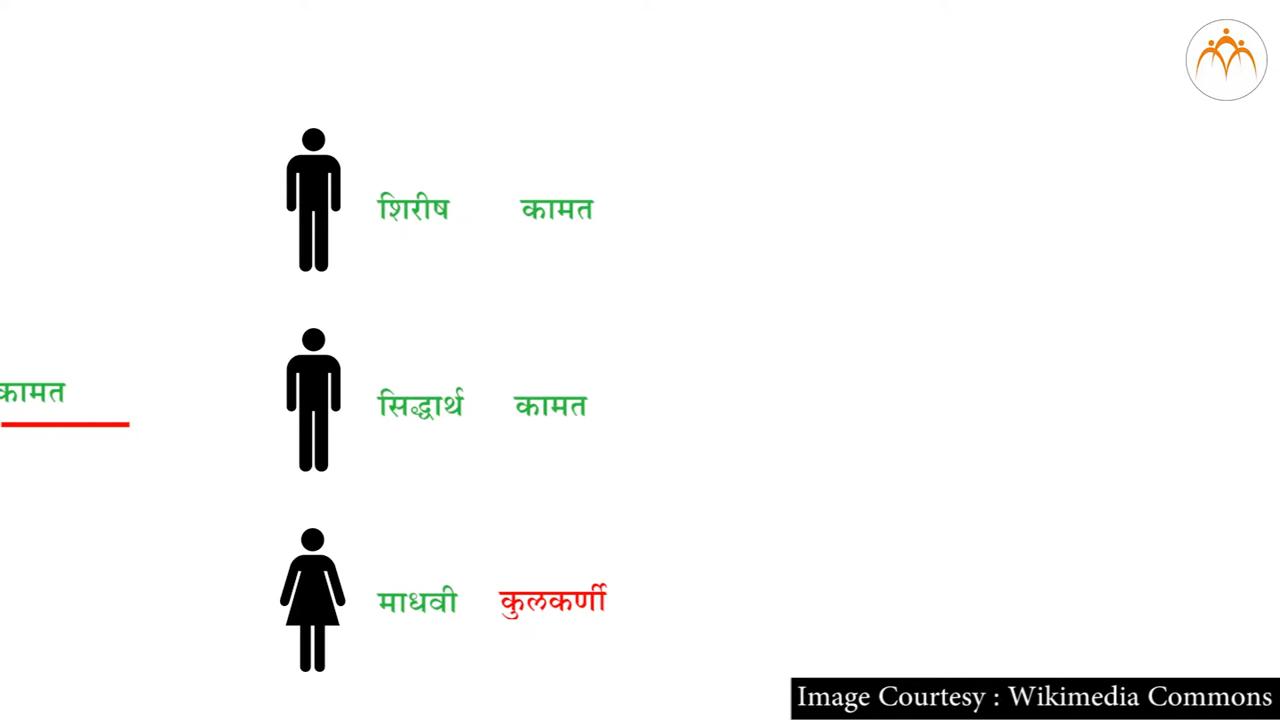 शिरीष कामत
कामत
सिद्धार्थ कामत
माधवी कुलकर्णी
Image Courtesy : Wikimedia Commons